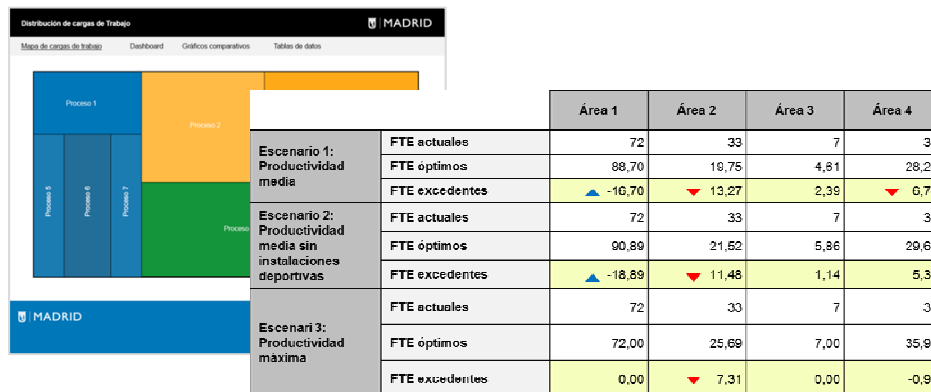 Distribución de cargas de Trabajo
MADRID
Mapa de cargas de trabajo Dashboard Gráficos comparativos Tablas de datos
Proceso 1
Proceso 2
Proceso 5
Proceso 6
Proceso 7
Proceso
MADRID
Área 1 Área 2 Área 3 Área 4
Escenario 1:
Productividad
media
FTE actuales 72 33 7 3
FTE óptimos 88,70 19,75 4,61 28,2
FTE excedentes -16,70 13,27 2,39 6,7
Escenario 2:
Productividad
media sin
instalaciones
deportivas
FTE actuales 72 33 7 3
FTE óptimos 90,89 21,52 5,86 29,6
FTE excedentes -18,89 11,48 1,14 5,3
Escenari 3:
Productividad
máxima
FTE actuales 72 33 7 3
FTE óptimos 72,00 25,69 7,00 35,9
FTE excedentes 0,00 7,31 0,00 -0,9